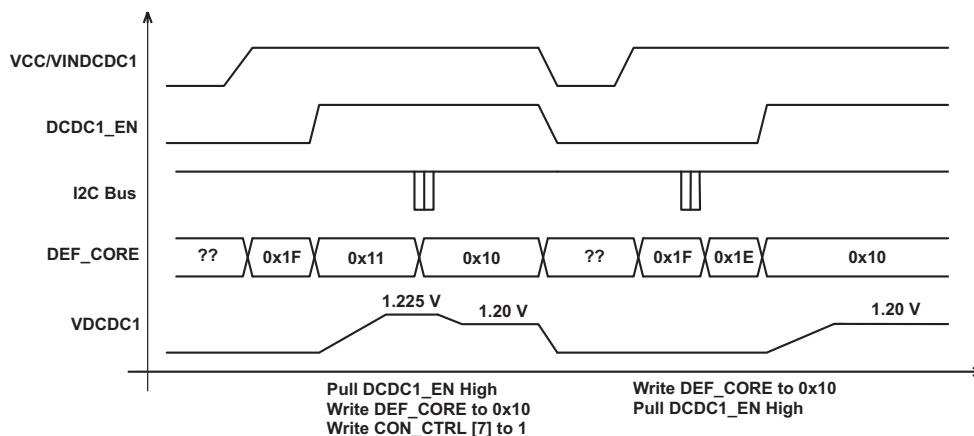 VCC/VINDCDC1
DCDC1_EN
I2C Bus
DEF_CORE
?? 0x1F 0x11 0x10 ?? 0x1F 0x1E 0x10
VDCDC1
1.225 V
1.20 V
1.20 V
Pull DCDC1_EN High
Write DEF_CORE to 0x10
Write CON_CTRL [7] to 1
Write DEF_CORE to 0x10
Pull DCDC1_EN High